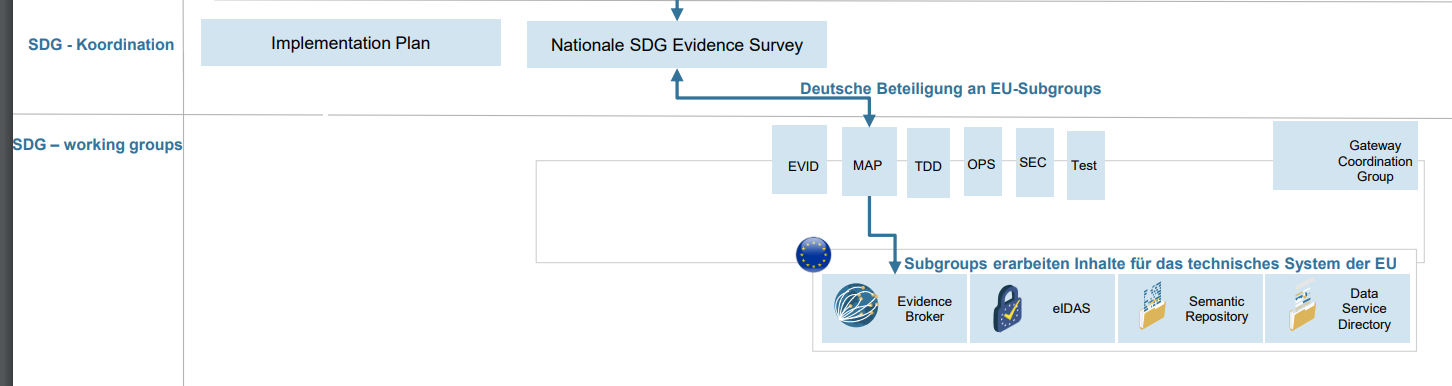 SDG - Koordination
Implementation Plan
Nationale SDG Evidence Survey
Deutsche Beteiligung an EU-Subgroups
SDG – working groups
EVID
MAP
TDD
OPS
SEC
Test
Gateway
Coordination
Group
Subgroups erarbeiten Inhalte für das technisches System der EU
Evidence
Broker
eIDAS
Semantic
Repository
Data
Service
Directory